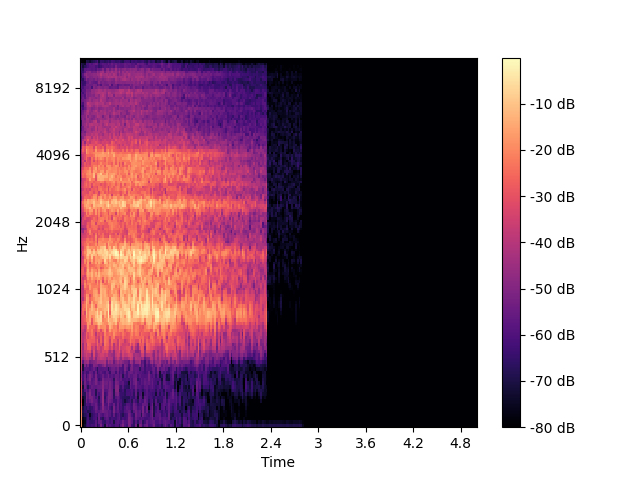 8192
4096
2048
1024
512
0
Hz
0 0.6 1.2 1.8 2.4 3 3.6 4.2 4.8
Time
-10 dB
-20 dB
-30 dB
-40 dB
-50 dB
-60 dB
-70 dB
-80 dB